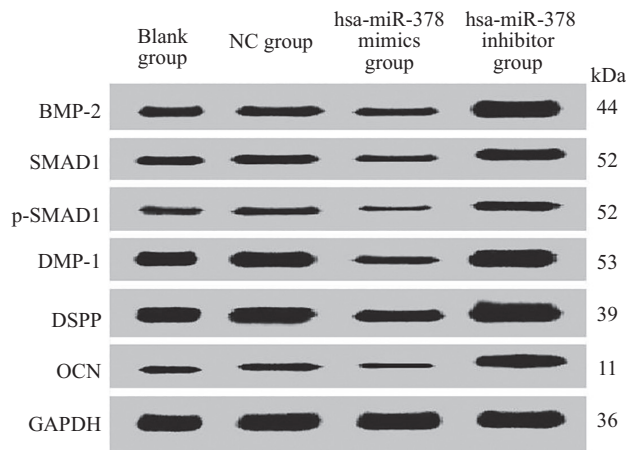 Blank
group
NC group
hsa-miR-378
mimics
group
hsa-miR-378
inhibitor
group
kDa
BMP-2 44
SMAD1 52
p-SMAD1 52
DMP-1 53
DSPP 39
OCN 11
GAPDH 36